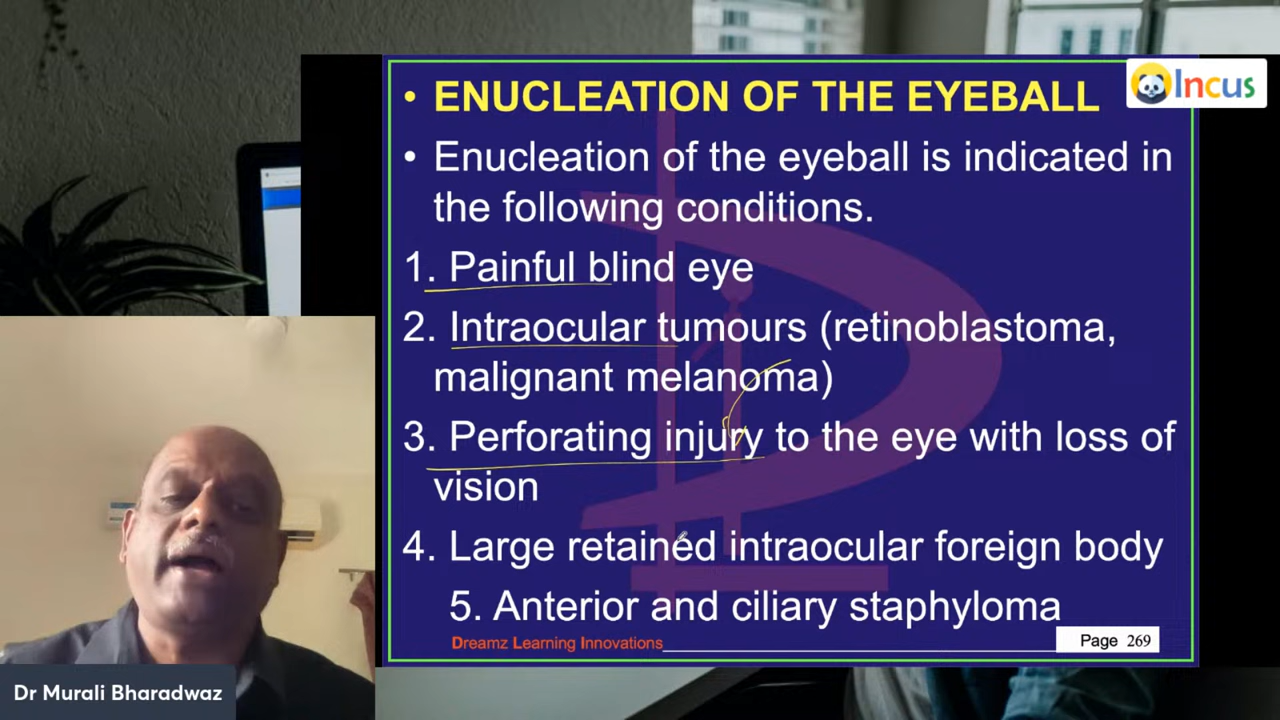 • ENUCLEATION OF THE EYEBALL
Incus
• Enucleation of the eyeball is indicated in
the following conditions.
1. Painful blind eye
2. Intraocular tumours (retinoblastoma,
malignant melanoma)
3. Perforating injury to the eye with loss of
vision
4. Large retained intraocular foreign body
5. Anterior and ciliary staphyloma
Dreamz Learning Innovations
Page 269
Dr Murali Bharadwaz